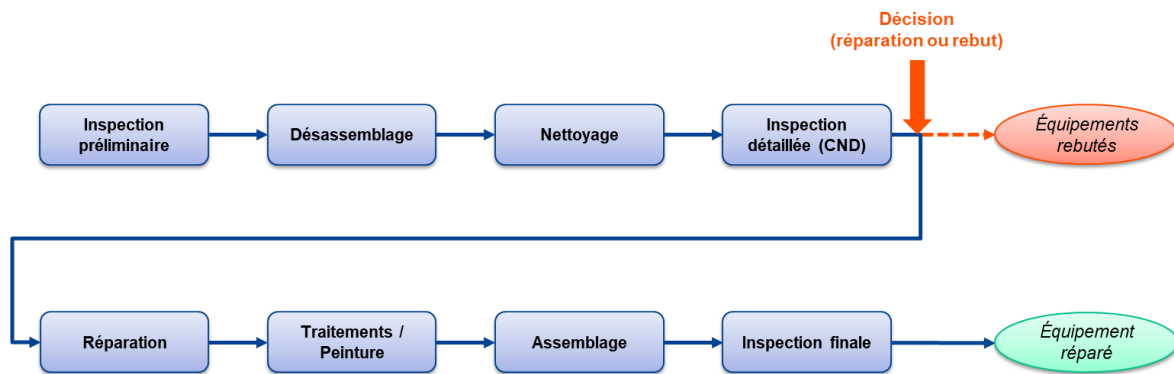 Décision
(réparation ou rebut)
Inspection
préliminaire
Désassemblage
Nettoyage
Inspection
détaillée (CND)
Équipements
rebutés
Réparation
Traitements /
Peinture
Assemblage
Inspection finale
Équipement
réparé